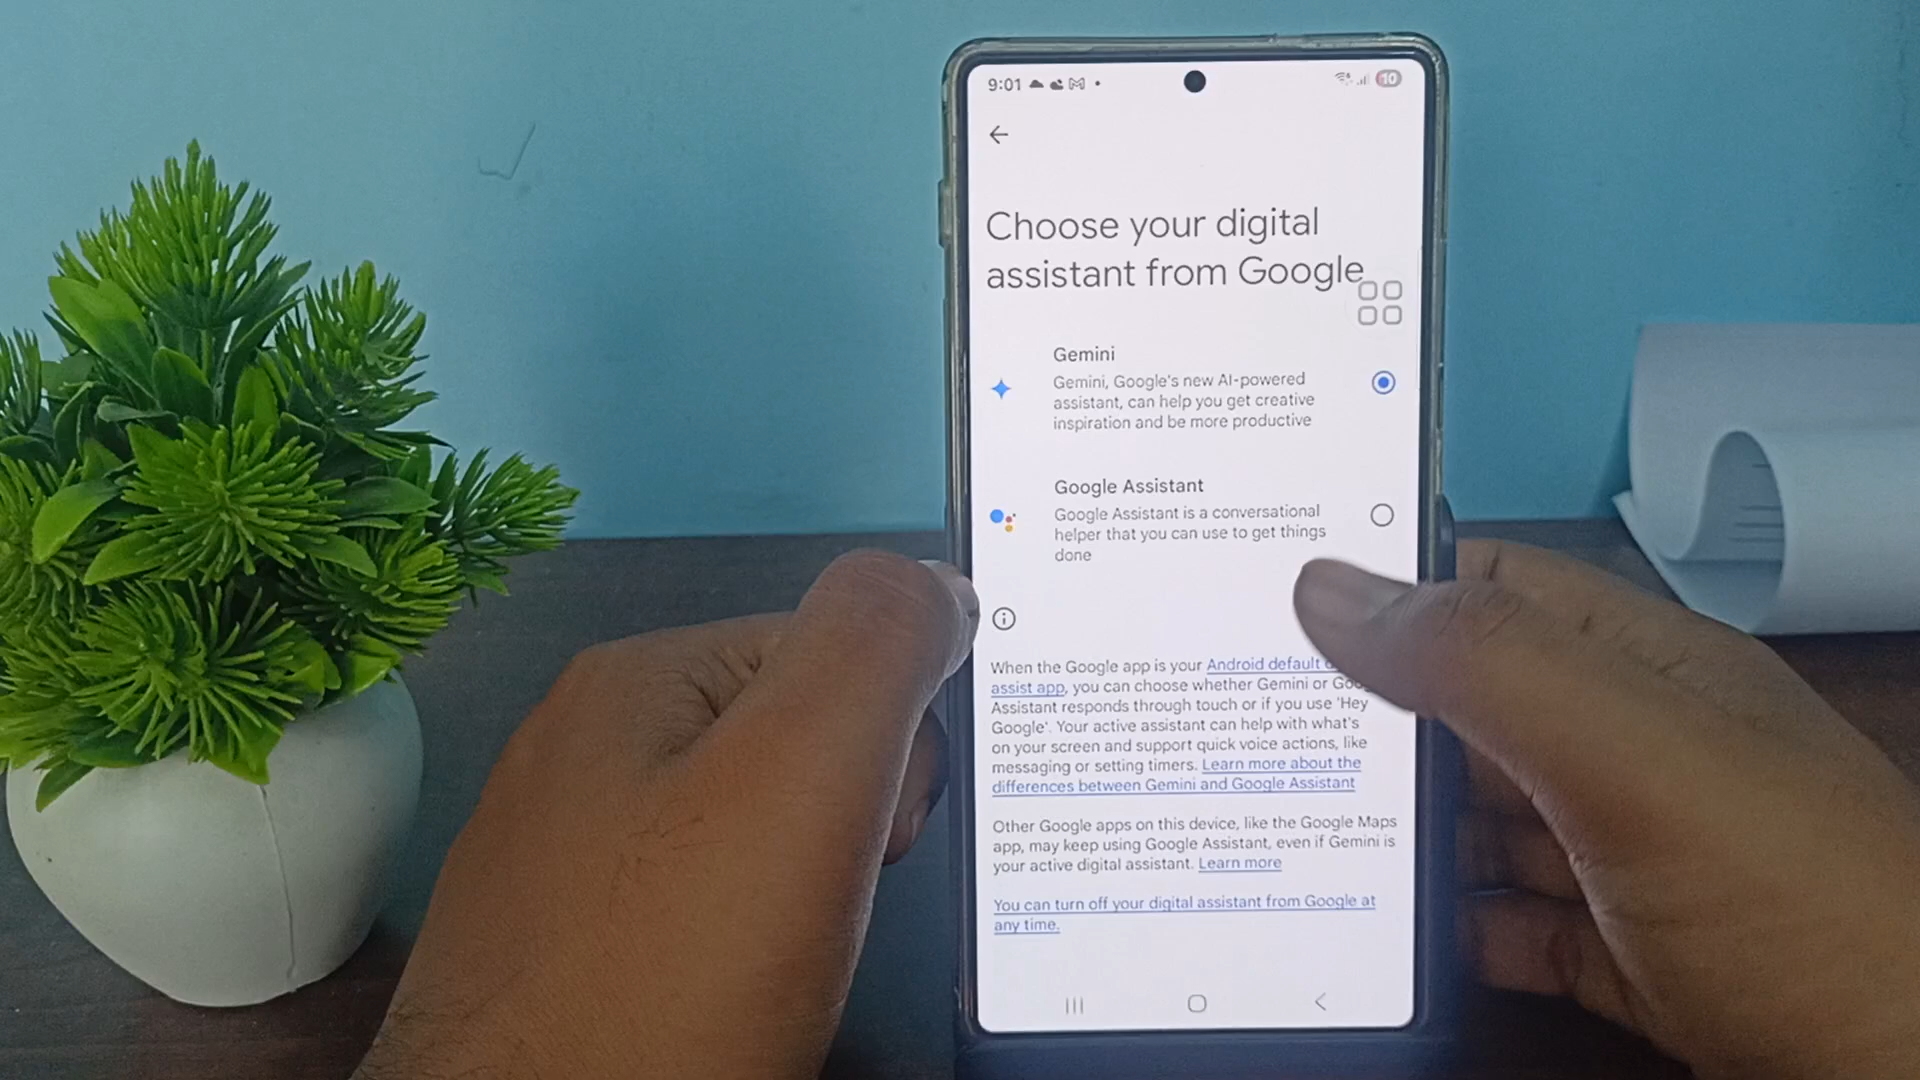 9:01
10
Choose your digital
assistant from Google
Gemini
Gemini, Google's new AI-powered
assistant, can help you get creative
inspiration and be more productive
Google Assistant
Google Assistant is a conversational
helper that you can use to get things
done
When the Google app is your Android default
assist app, you can choose whether Gemini or
Assistant responds through touch or if you use 'Hey
Google'. Your active assistant can help with what's
on your screen and support quick voice actions, like
messaging or setting timers. Learn more about the
differences between Gemini and Google Assistant
Other Google apps on this device, like the Google Maps
app, may keep using Google Assistant, even if Gemini is
your active digital assistant. Learn more
You can turn off your digital assistant from Google at
any time.